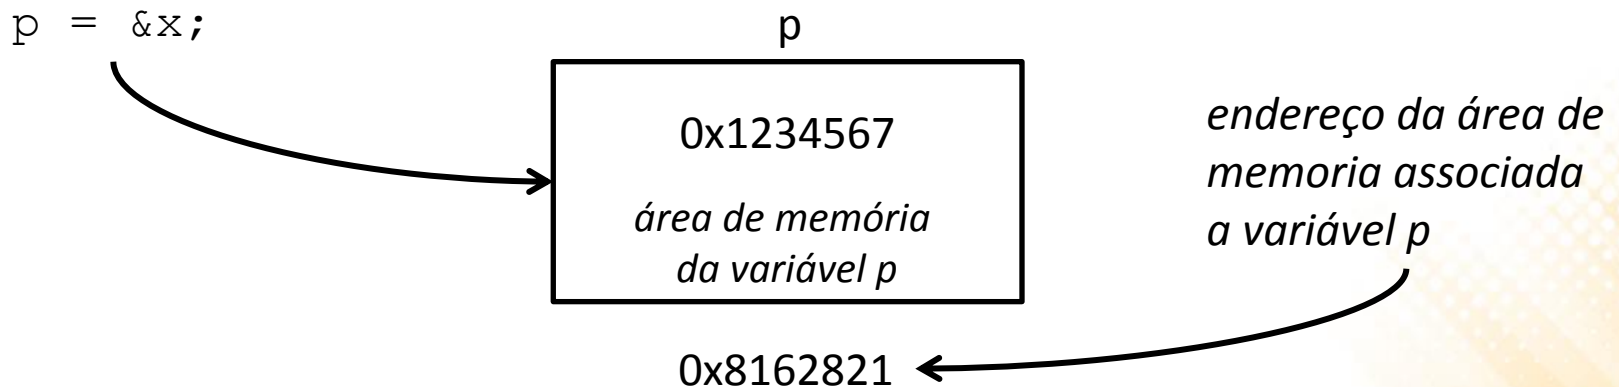 p = &x;
p
0x1234567
área de memória
da variável p
endereço da área de
memoria associada
a variável p
0x8162821